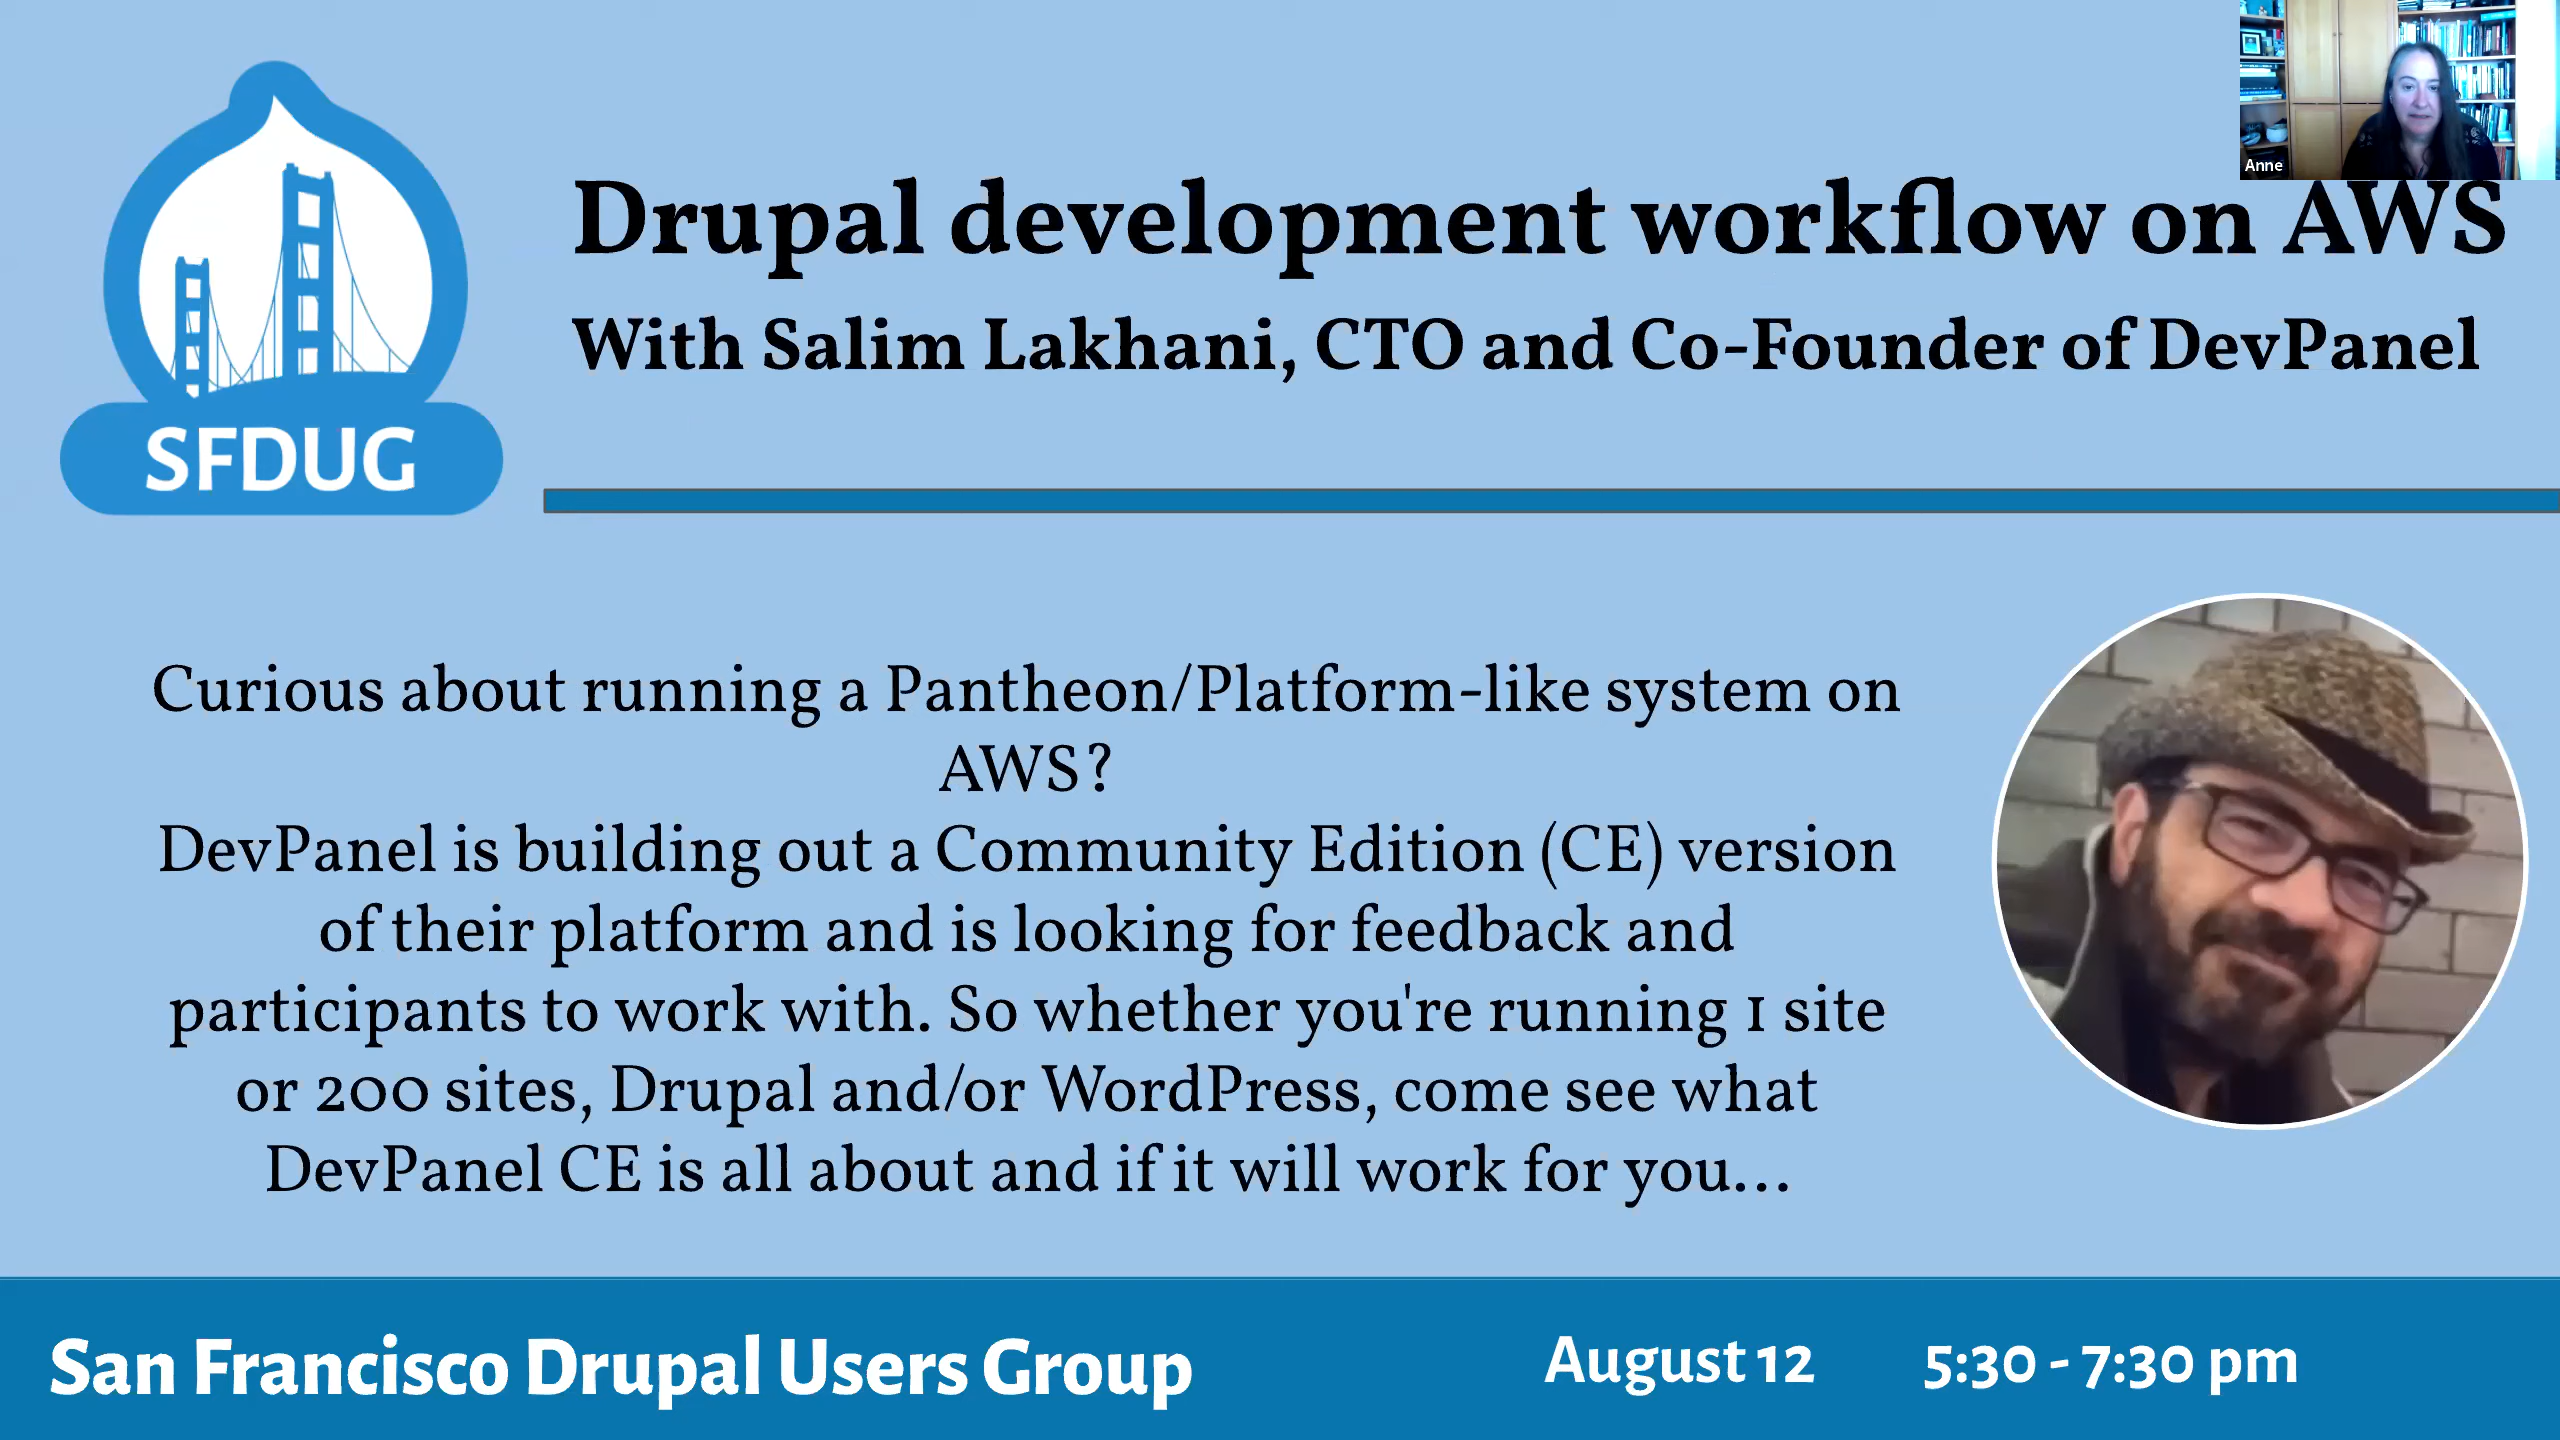 Anne
Drupal development workflow on AWS
With Salim Lakhani, CTO and Co-Founder of DevPanel
SFDUG
Curious about running a Pantheon/Platform-like system on
AWS?
DevPanel is building out a Community Edition (CE) version
of their platform and is looking for feedback and
participants to work with. So whether you're running 1 site
or 200 sites, Drupal and/or WordPress, come see what
DevPanel CE is all about and if it will work for you...
San Francisco Drupal Users Group
August 12
5:30 - 7:30 pm